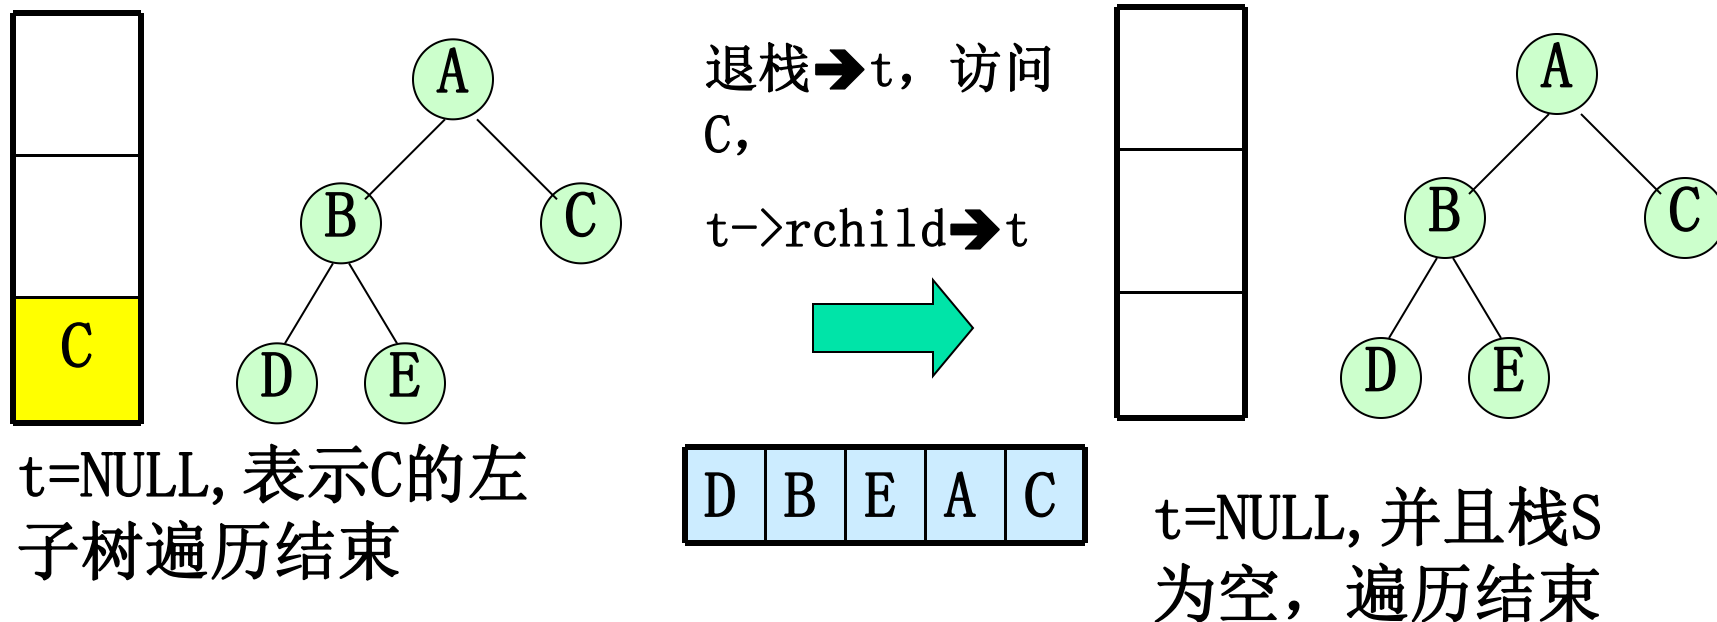 C
A
B
C
D
E
t=NULL,表示C的左
子树遍历结束
退栈➔t，访问
C，
t->rchild➔t
D B E A C
A
B
C
D
E
t=NULL,并且栈S
为空，遍历结束